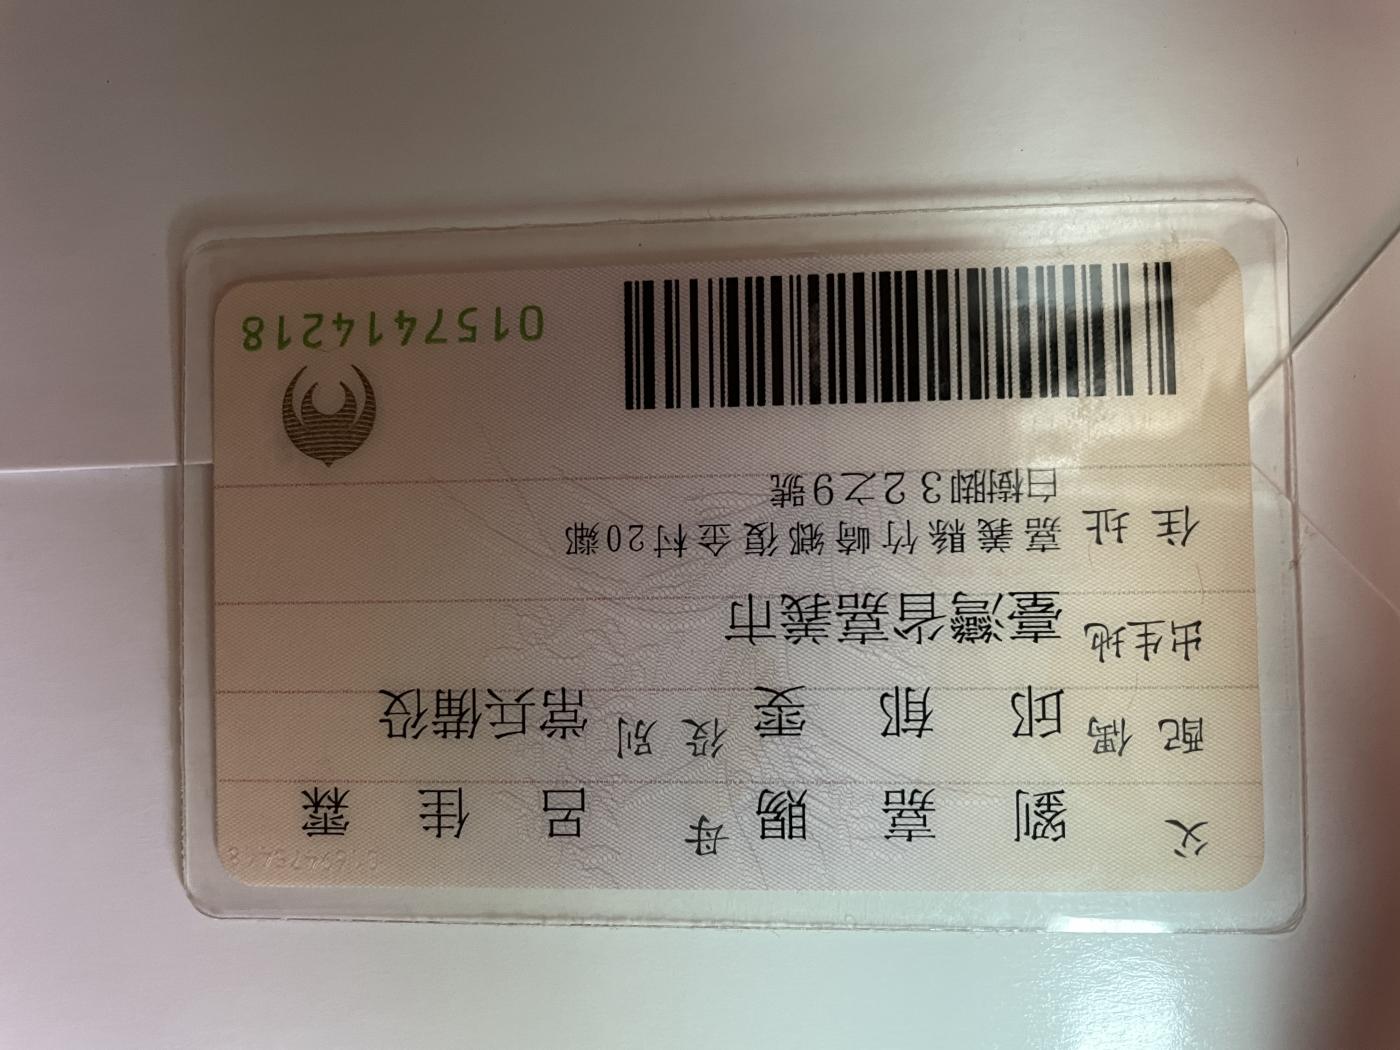 父 劉嘉賜 母 呂佳霖
配偶 邱郁雯 役別 常兵備役
出生地 臺灣省嘉義市
住址 嘉義縣竹崎鄉復金村20鄰
白樹脚32之9號
0157414218